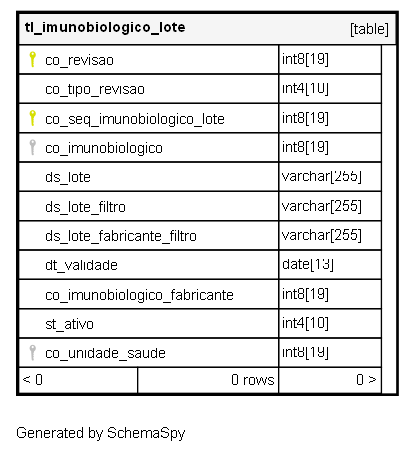 tl_imunobiologico_lote [table]
co_revisao int8[19]
co_tipo_revisao int4[10]
co_seq_imunobiologico_lote int8[19]
co_imunobiologico int8[19]
ds_lote varchar[255]
ds_lote_filtro varchar[255]
ds_lote_fabricante_filtro varchar[255]
dt_validade date[13]
co_imunobiologico_fabricante int8[19]
st_ativo int4[10]
co_unidade_saude int8[19]
< 0 0 rows 0 >
Generated by SchemaSpy